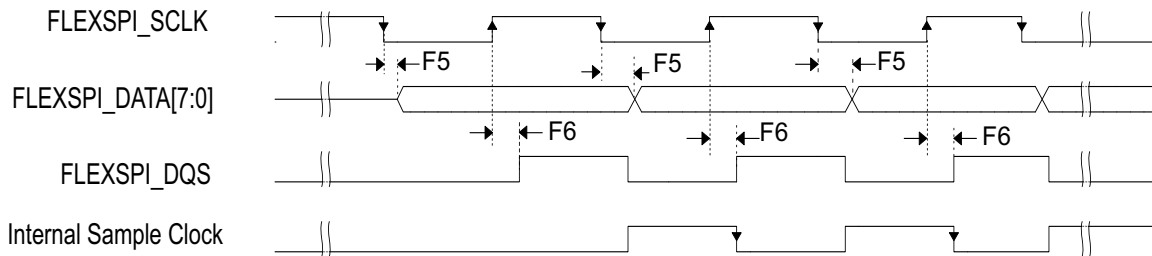 FLEXSPI_SCLK
F5
F5
F5
FLEXSPI_DATA[7:0]
F6
F6
F6
FLEXSPI_DQS
Internal Sample Clock